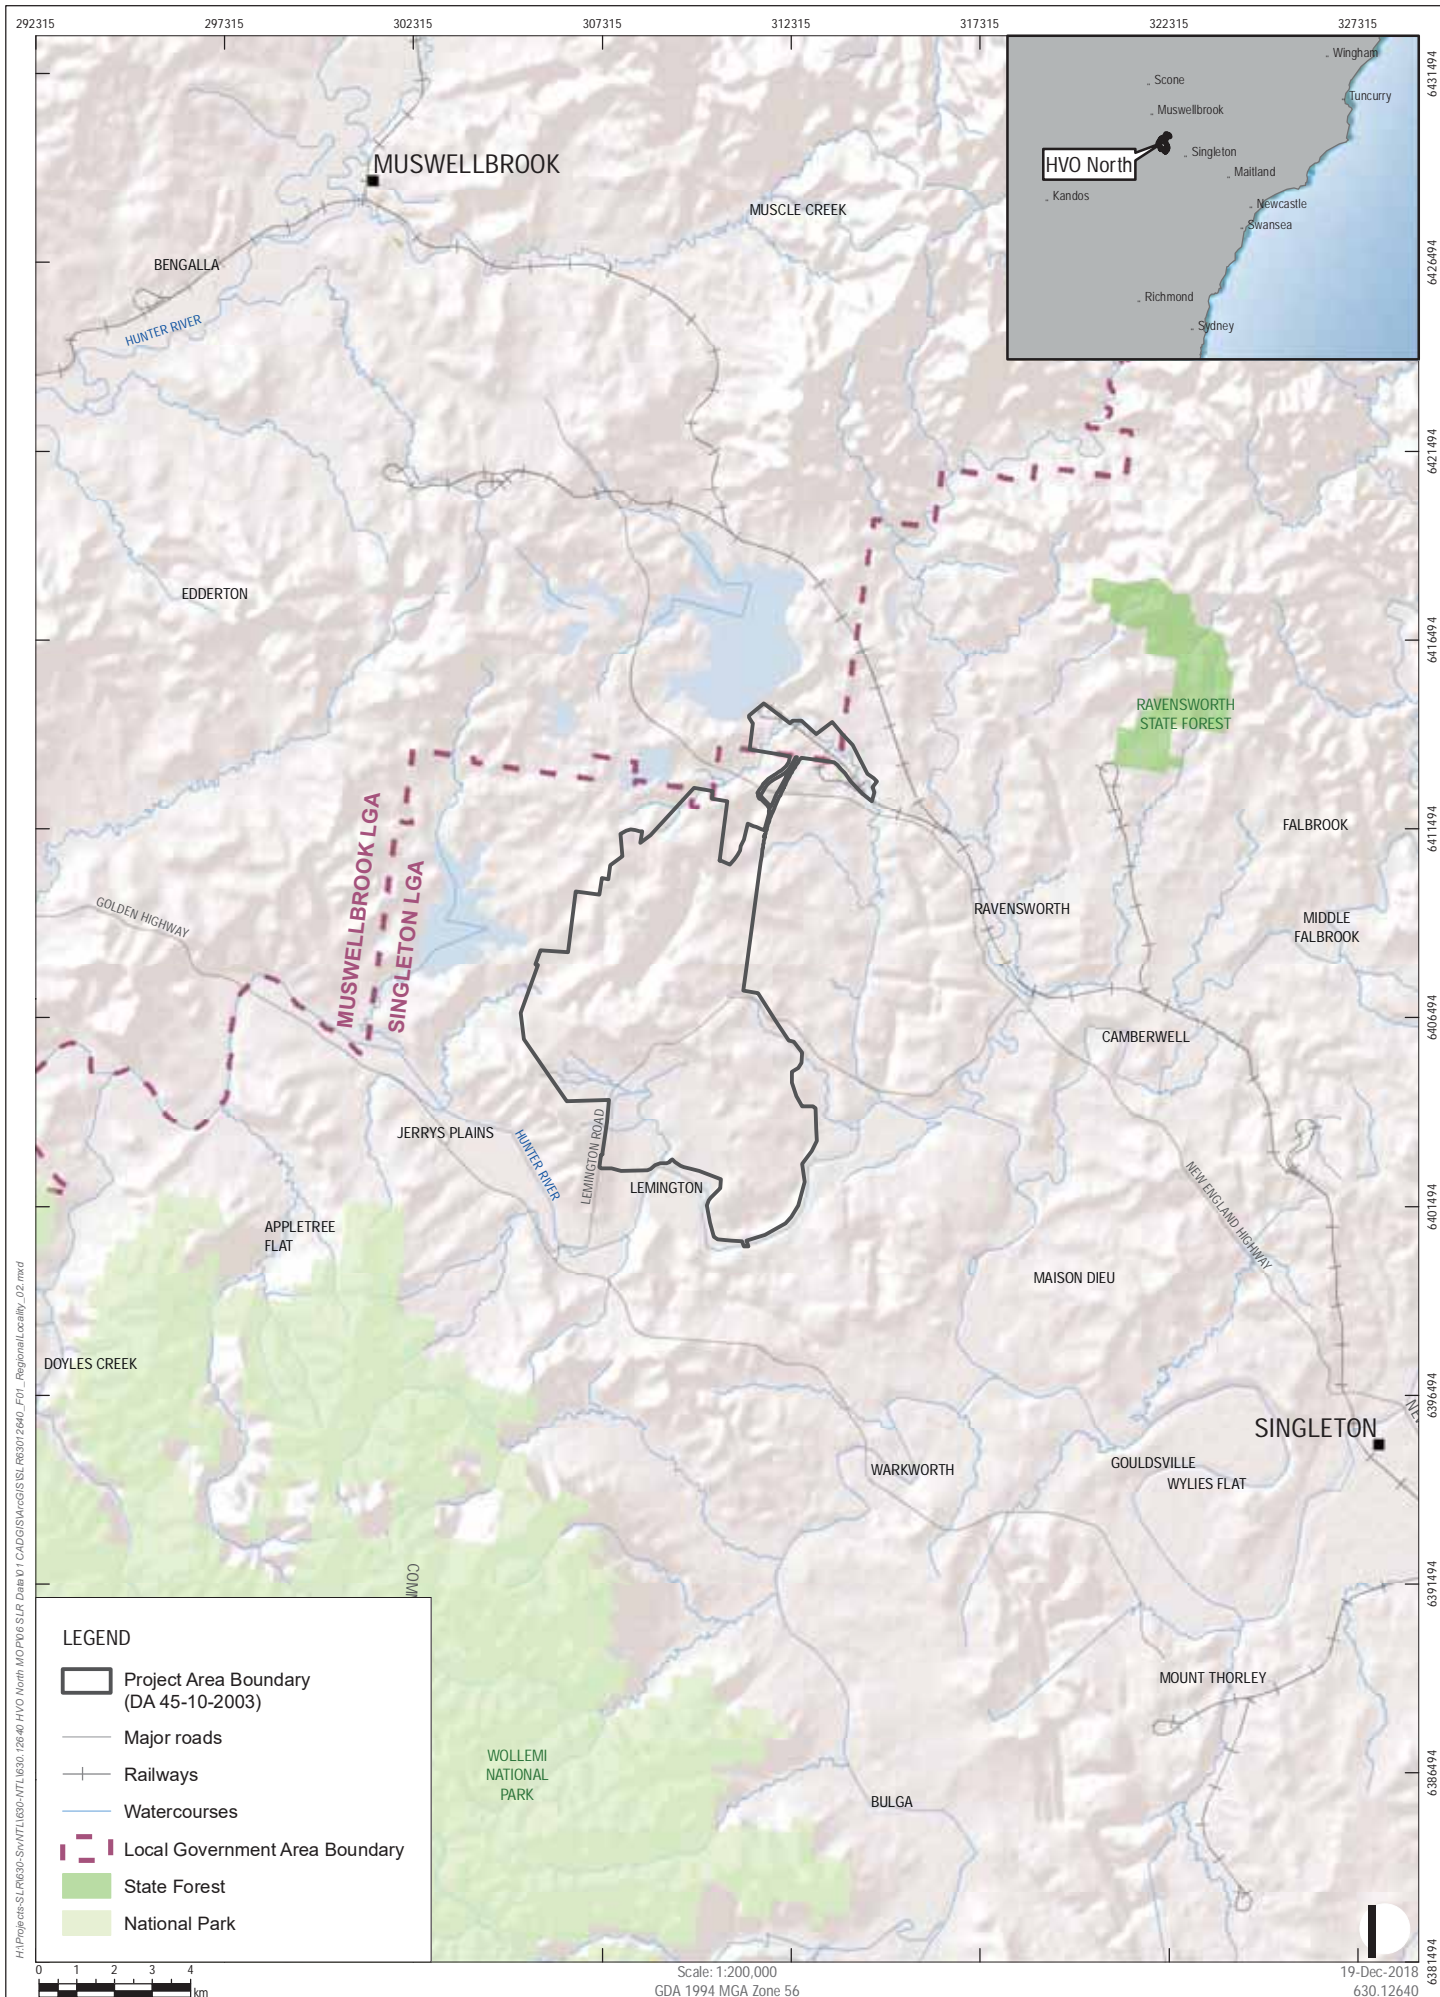 292315
297315
302315
307315
312315
317315
322315
327315
6431494
6426494
6421494
6416494
6411494
6406494
6401494
6396494
6391494
6386494
6381494
Wingham
Scone
Tuncurry
Muswellbrook
HVO North
Singleton
Maitland
Kandos
Newcastle
Swansea
Richmond
Sydney
MUSWELLBROOK
MUSCLE CREEK
BENGALLA
HUNTER RIVER
EDDERTON
RAVENSWORTH
STATE FOREST
MUSWELLBROOK LGA
SINGLETON LGA
FALBROOK
GOLDEN HIGHWAY
RAVENSWORTH
MIDDLE
FALBROOK
CAMBERWELL
JERRYS PLAINS
HUNTER RIVER
LEMINGTON ROAD
LEMINGTON
NEW ENGLAND HIGHWAY
APPLETREE
FLAT
MAISON DIEU
DOYLES CREEK
SINGLETON
WARKWORTH
GOULDSVILLE
WYLIES FLAT
MOUNT THORLEY
WOLLEMI
NATIONAL
PARK
BULGA
LEGEND
Project Area Boundary
(DA 45-10-2003)
Major roads
Railways
Watercourses
Local Government Area Boundary
State Forest
National Park
0 1 2 3 4
km
Scale: 1:200,000
GDA 1994 MGA Zone 56
19-Dec-2018
630.12640